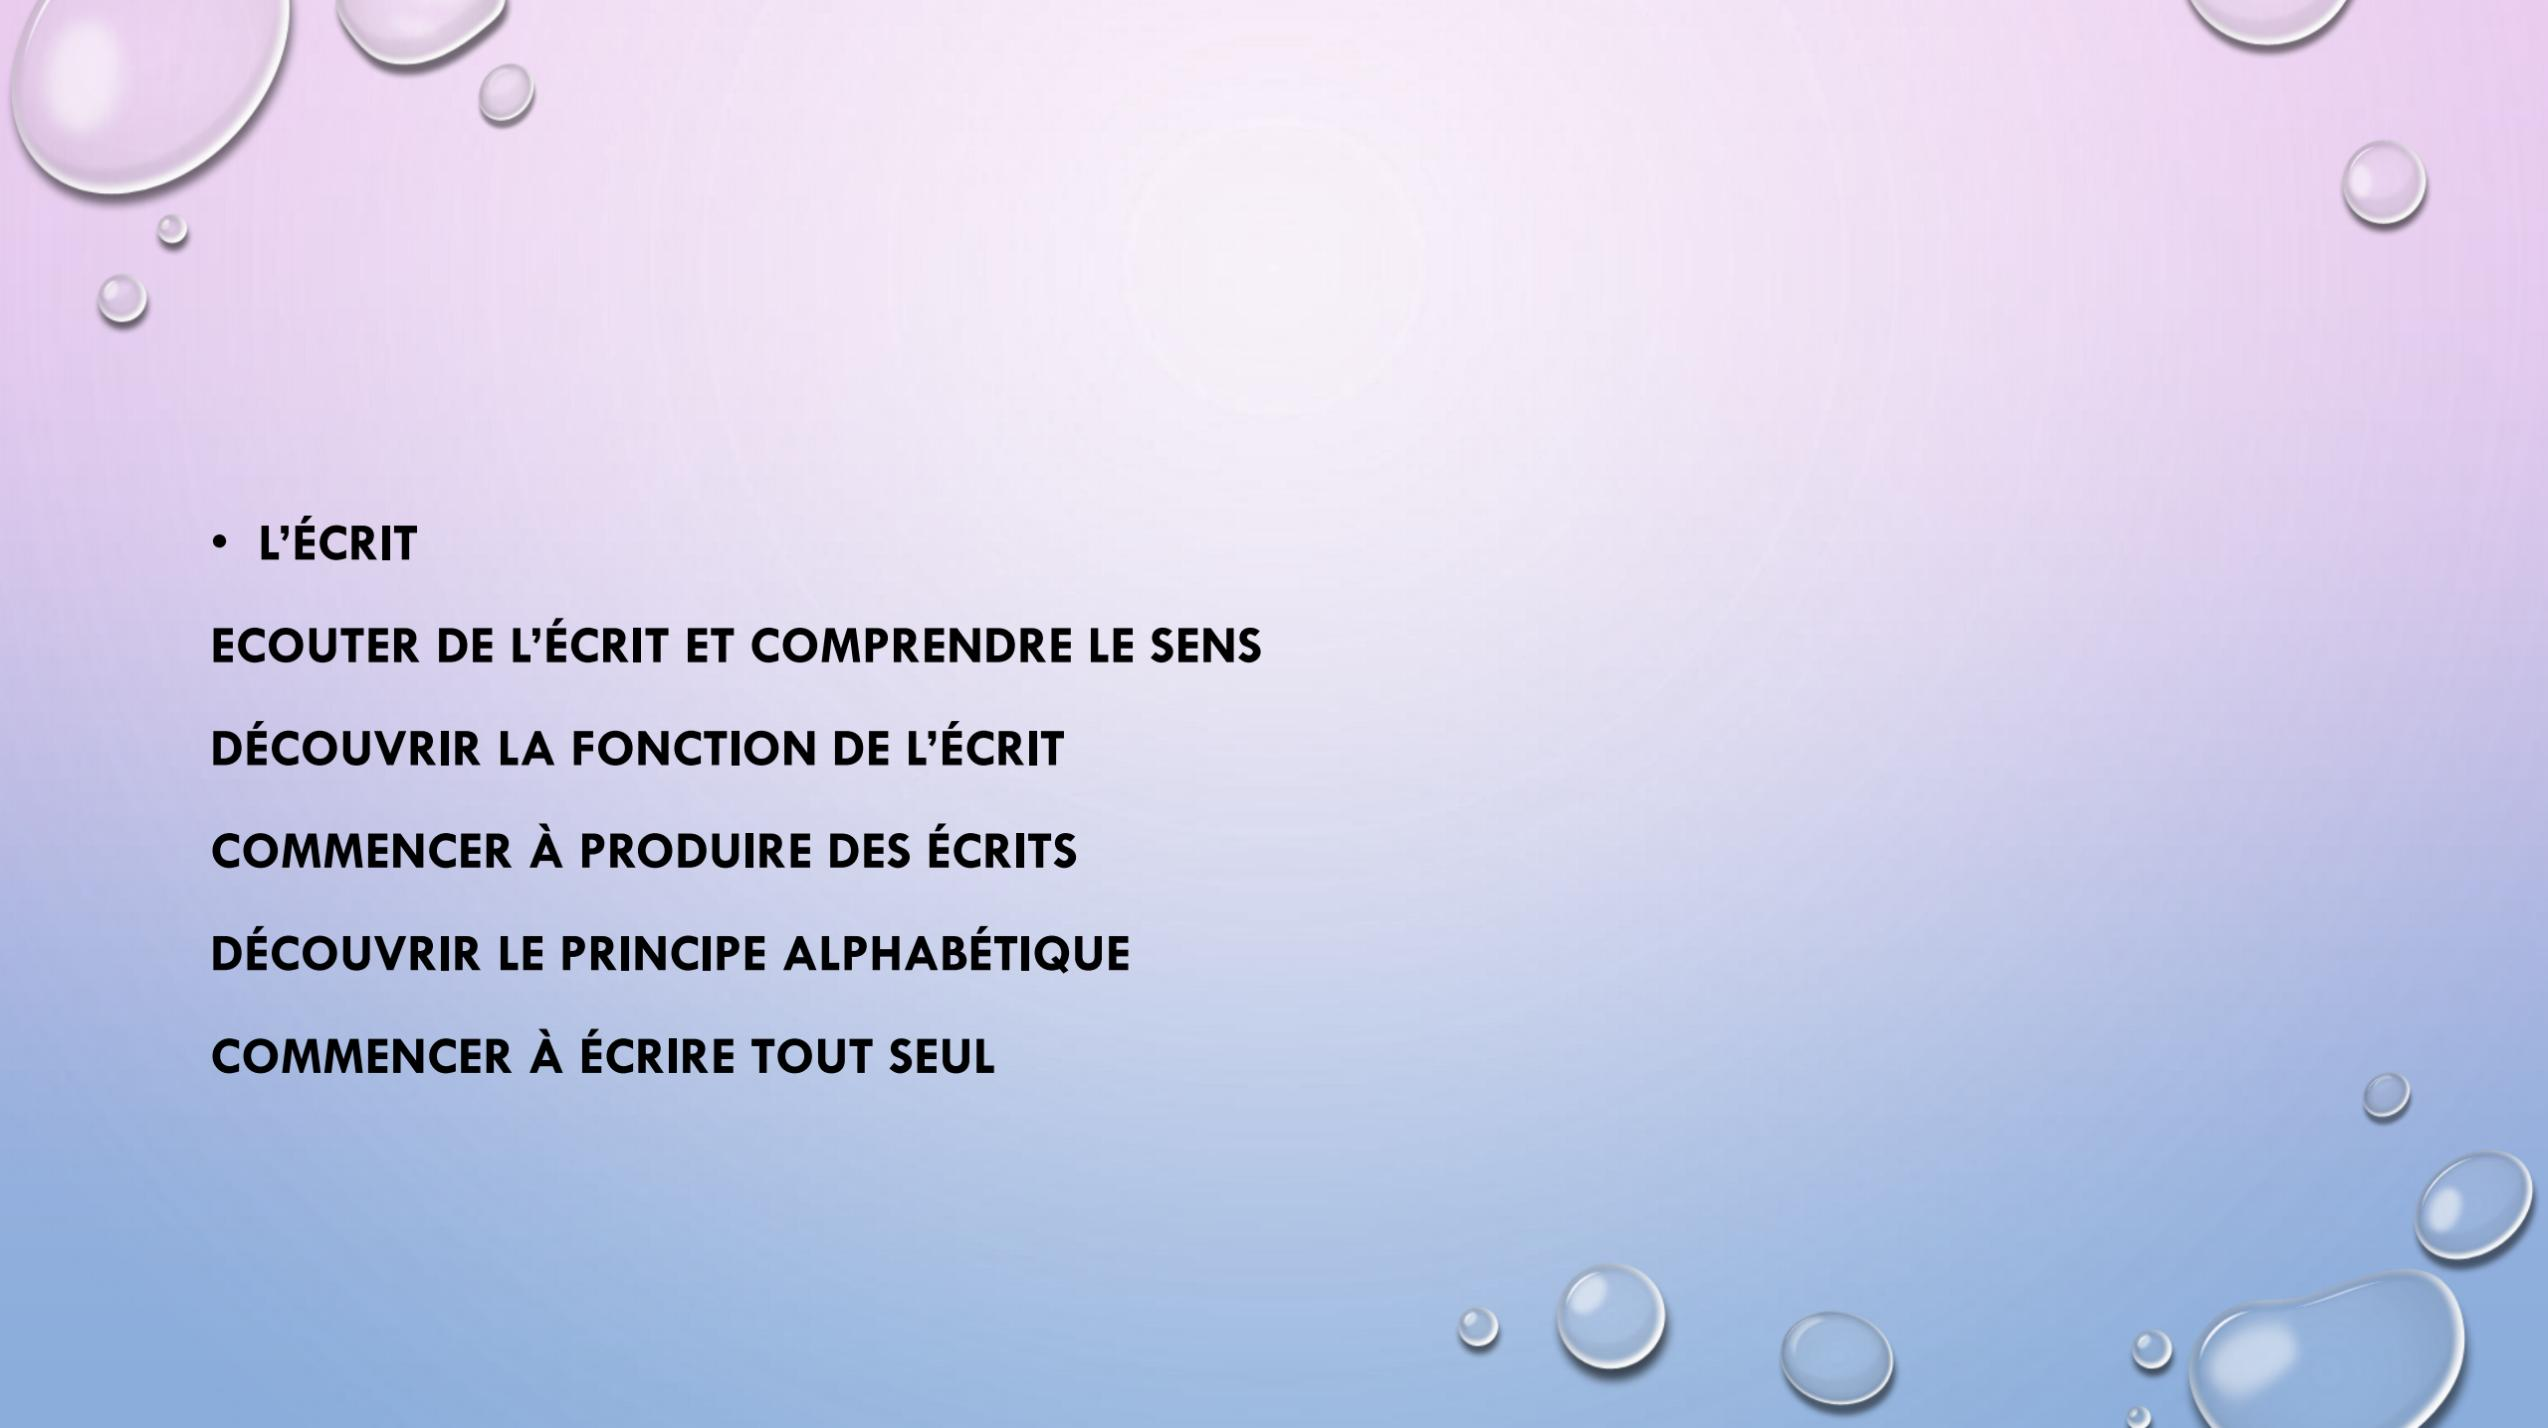 • L’ÉCRIT
ECOUTER DE L’ÉCRIT ET COMPRENDRE LE SENS
DÉCOUVRIR LA FONCTION DE L’ÉCRIT
COMMENCER À PRODUIRE DES ÉCRITS
DÉCOUVRIR LE PRINCIPE ALPHABÉTIQUE
COMMENCER À ÉCRIRE TOUT SEUL